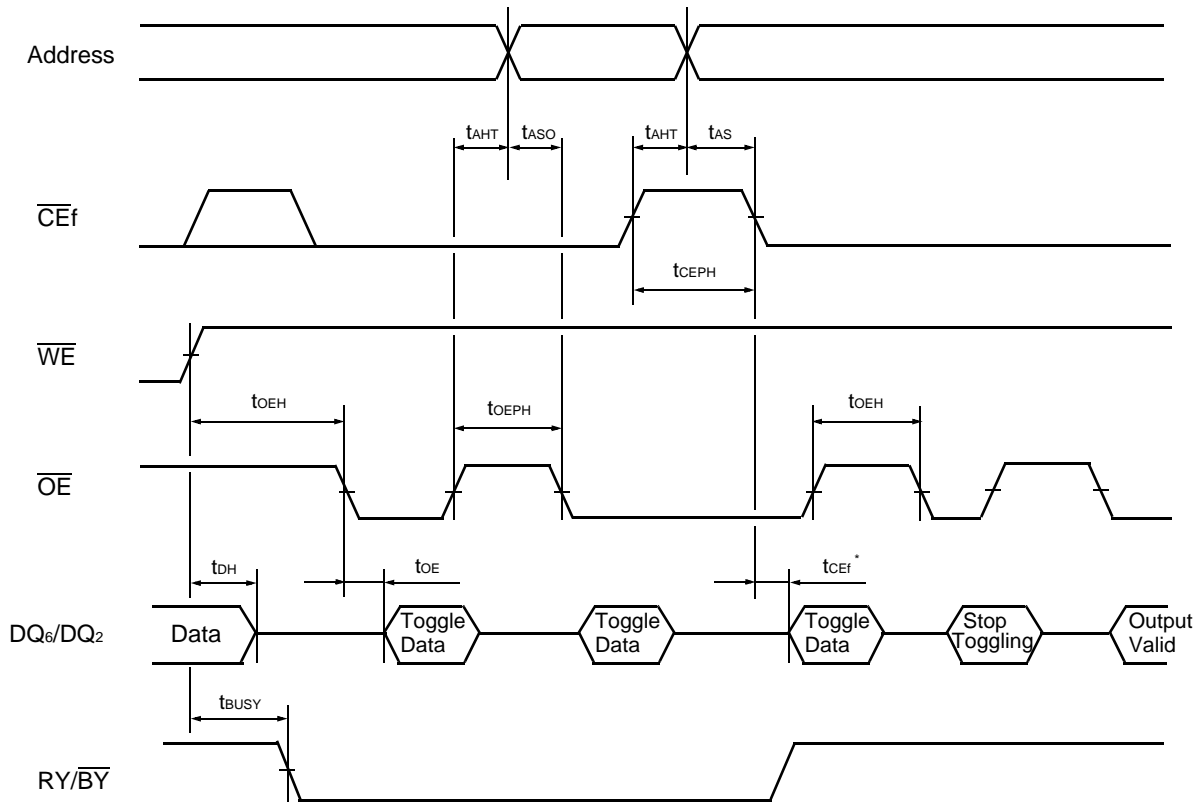 Address
tAHT tASO tAHT tAS
CEf
tCEPH
WE
tOEH tOEPH tOEH
OE
tDH tOE tCEf*
DQ6/DQ2 Data Toggle Data Toggle Data Toggle Data Stop Toggling Output Valid
tBUSY
RY/BY